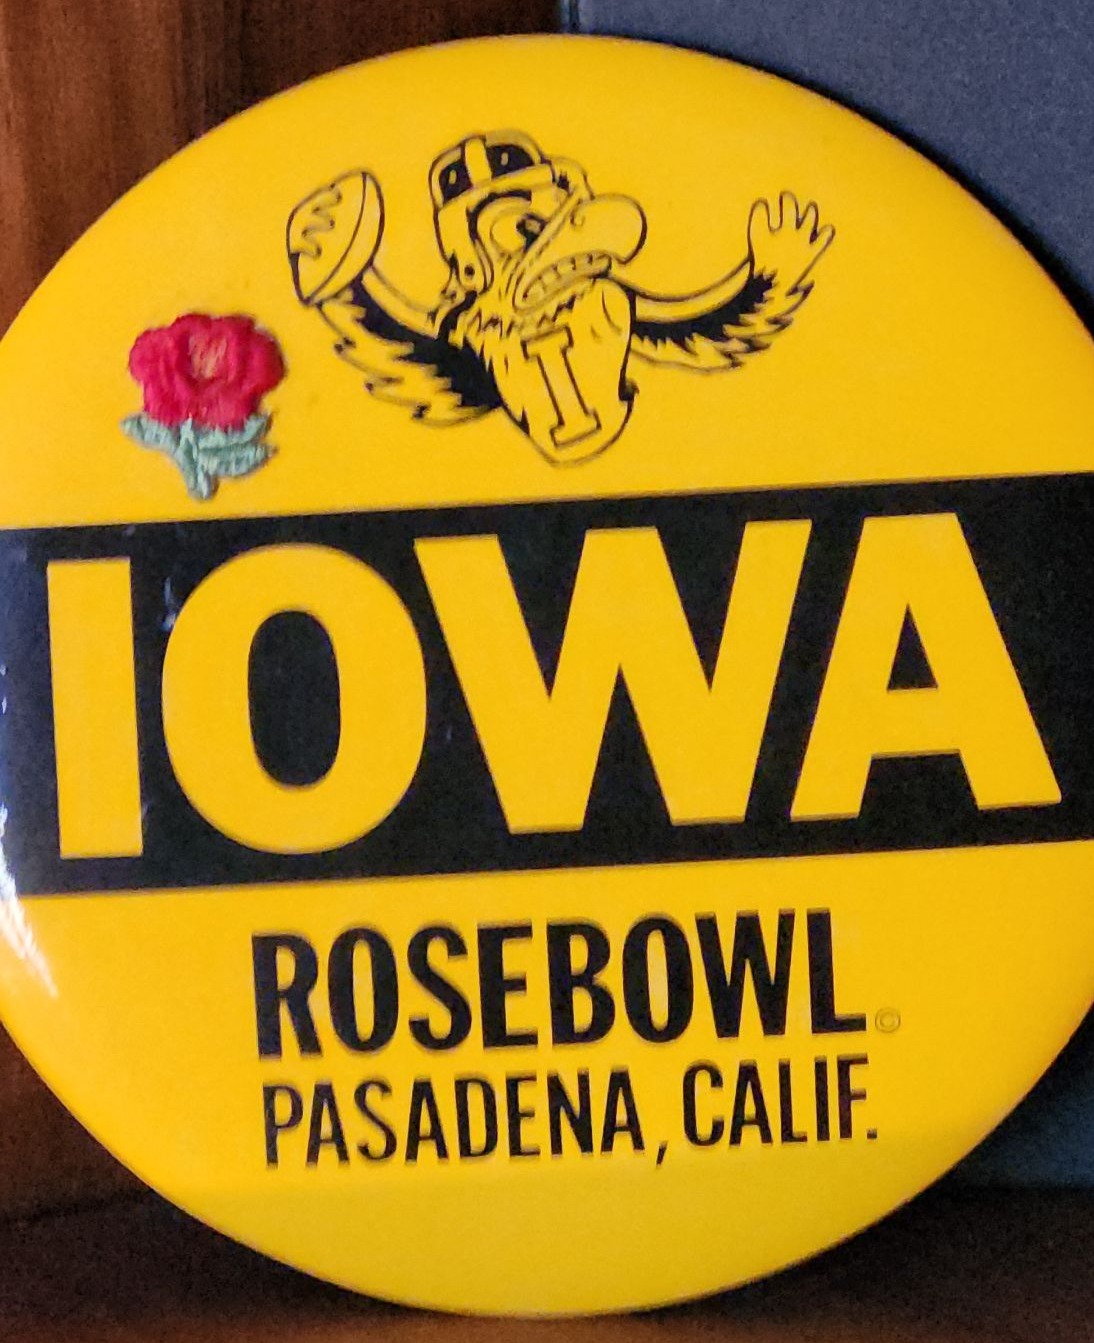 I
IOWA
ROSEBOWL ©
PASADENA, CALIF.